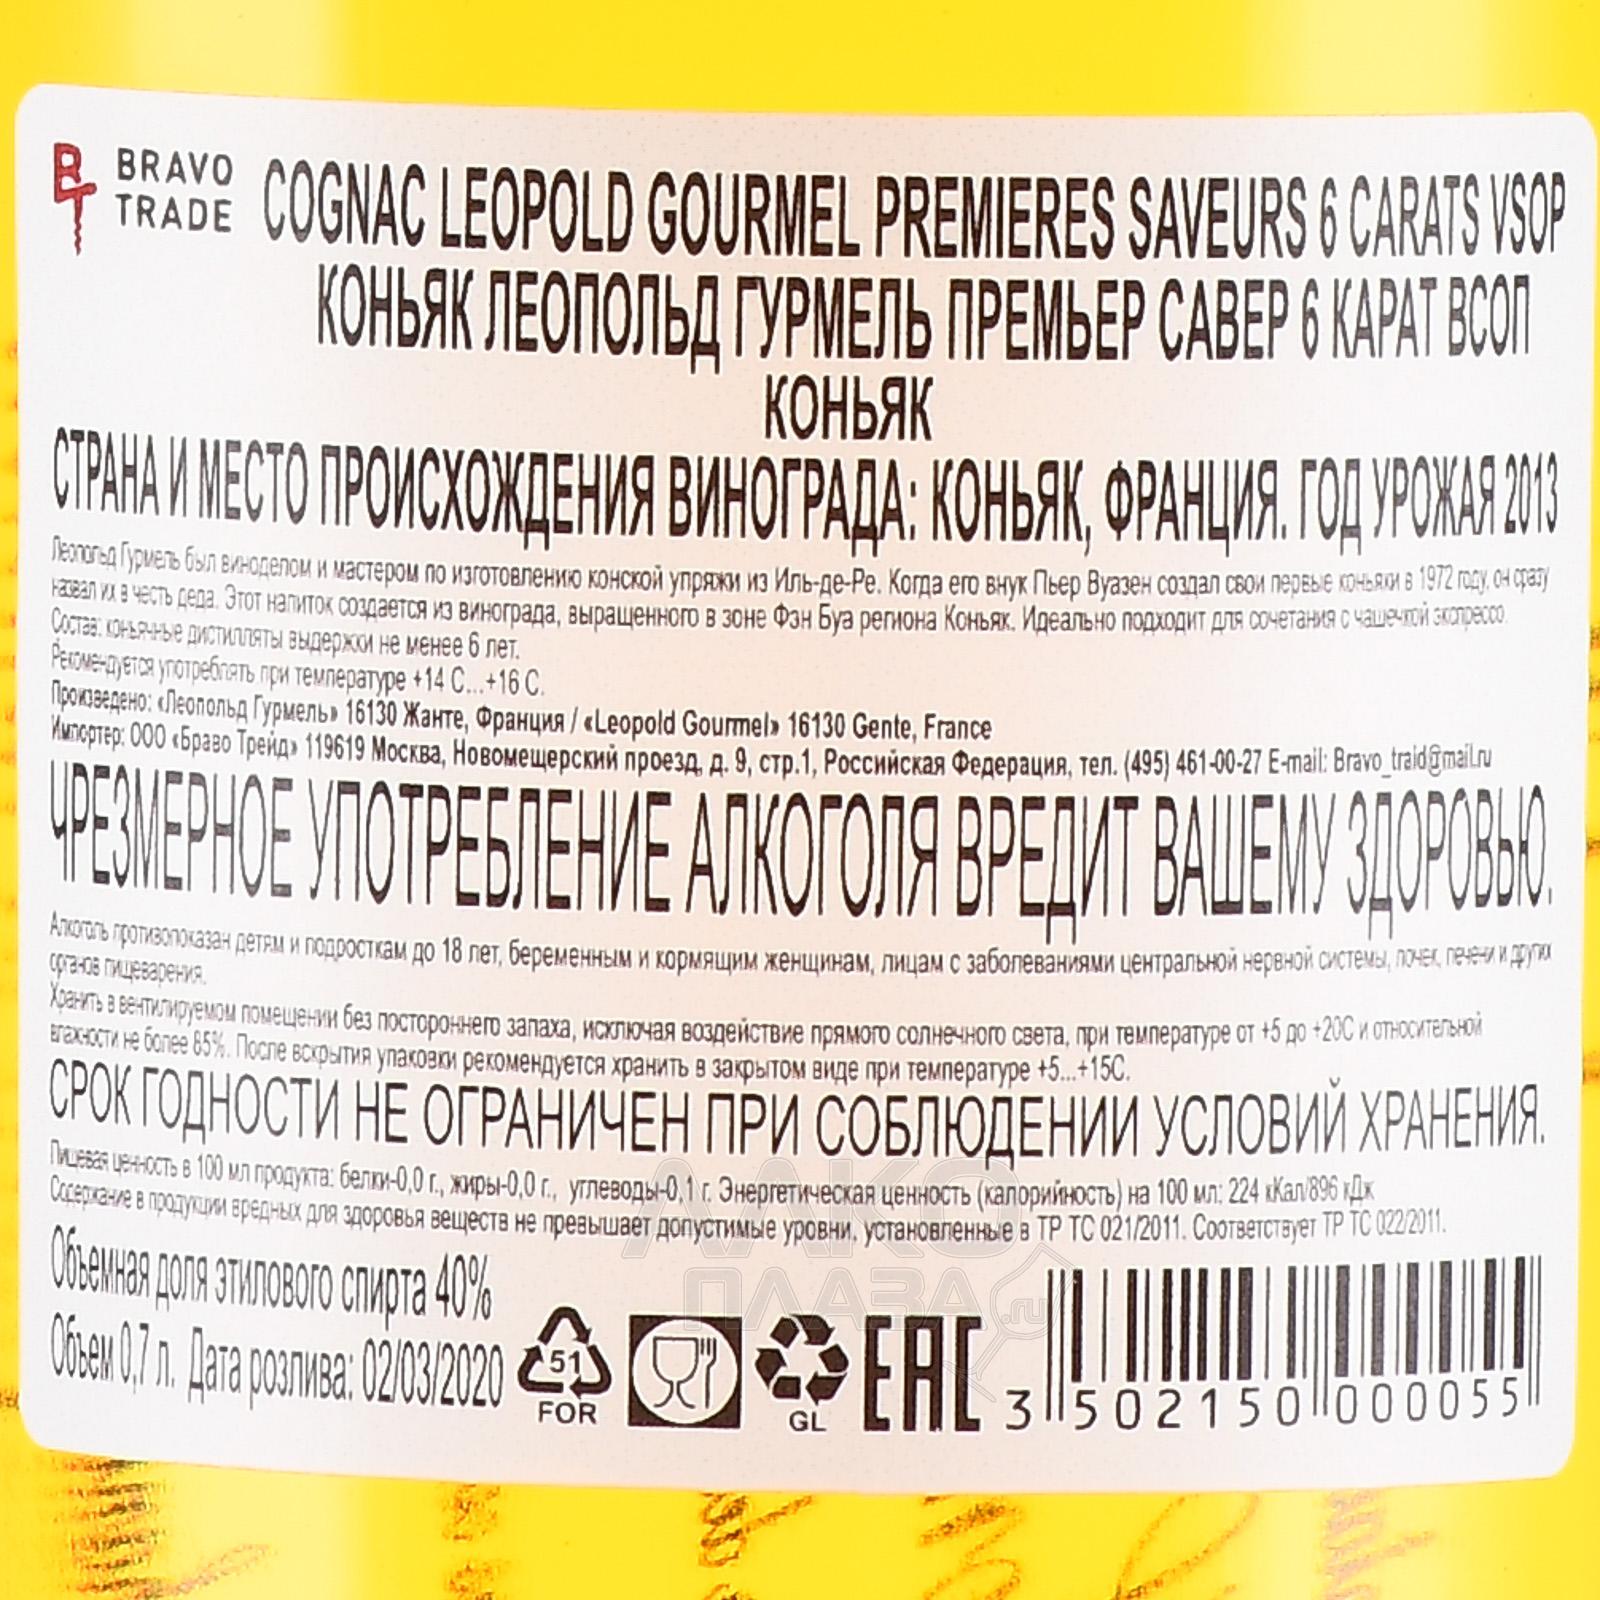 BRAVO
TRADE
COGNAC LEOPOLD GOURMEL PREMIERES SAVEURS 6 CARATS VSOP
КОНЬЯК ЛЕОПОЛЬД ГУРМЕЛЬ ПРЕМЬЕР САВЕР 6 КАРАТ ВСОП
КОНЬЯК
СТРАНА И МЕСТО ПРОИСХОЖДЕНИЯ ВИНОГРАДА: КОНЬЯК, ФРАНЦИЯ. ГОД УРОЖАЯ 2013
Леопольд Гурмель был виноделом и мастером по изготовлению конской упряжи из Иль-де-Ре. Когда его внук Пьер Вуазен создал свои первые коньяки в 1972 году, он сразу
назвал их в честь деда. Этот напиток создается из винограда, выращенного в зоне Фэн Буа региона Коньяк. Идеально подходит для сочетания с чашечкой экспрессо.
Состав: коньячные дистилляты выдержки не менее 6 лет.
Рекомендуется употреблять при температуре +14 С...+16 С.
Произведено: «Леопольд Гурмель» 16130 Жанте, Франция / «Leopold Gourmel» 16130 Gente, France
Импортер: ООО «Браво Трейд» 119619 Москва, Новомещерский проезд, д. 9, стр.1, Российская Федерация, тел. (495) 461-00-27 E-mail: Bravo_traid@mail.ru
ЧРЕЗМЕРНОЕ УПОТРЕБЛЕНИЕ АЛКОГОЛЯ ВРЕДИТ ВАШЕМУ ЗДОРОВЬЮ.
Алкоголь противопоказан детям и подросткам до 18 лет, беременным и кормящим женщинам, лицам с заболеваниями центральной нервной системы, почек, печени и других
органов пищеварения.
Хранить в вентилируемом помещении без постороннего запаха, исключая воздействие прямого солнечного света, при температуре от +5 до +20С и относительной
влажности не более 85%. После вскрытия упаковки рекомендуется хранить в закрытом виде при температуре +5...+15С.
СРОК ГОДНОСТИ НЕ ОГРАНИЧЕН ПРИ СОБЛЮДЕНИИ УСЛОВИЙ ХРАНЕНИЯ.
Пищевая ценность в 100 мл продукта: белки-0,0 г., жиры-0,0 г., углеводы-0,1 г. Энергетическая ценность (калорийность) на 100 мл: 224 кКал/896 кДж
Содержание в продукции вредных для здоровья веществ не превышает допустимые уровни, установленные в ТР ТС 021/2011. Соответствует ТР ТС 022/2011.
Объемная доля этилового спирта 40%
Объем 0,7 л. Дата розлива: 02/03/2020
51
FOR
GL
EAC
3 502150 000055
АЛКО
ПЛАЗА.ru